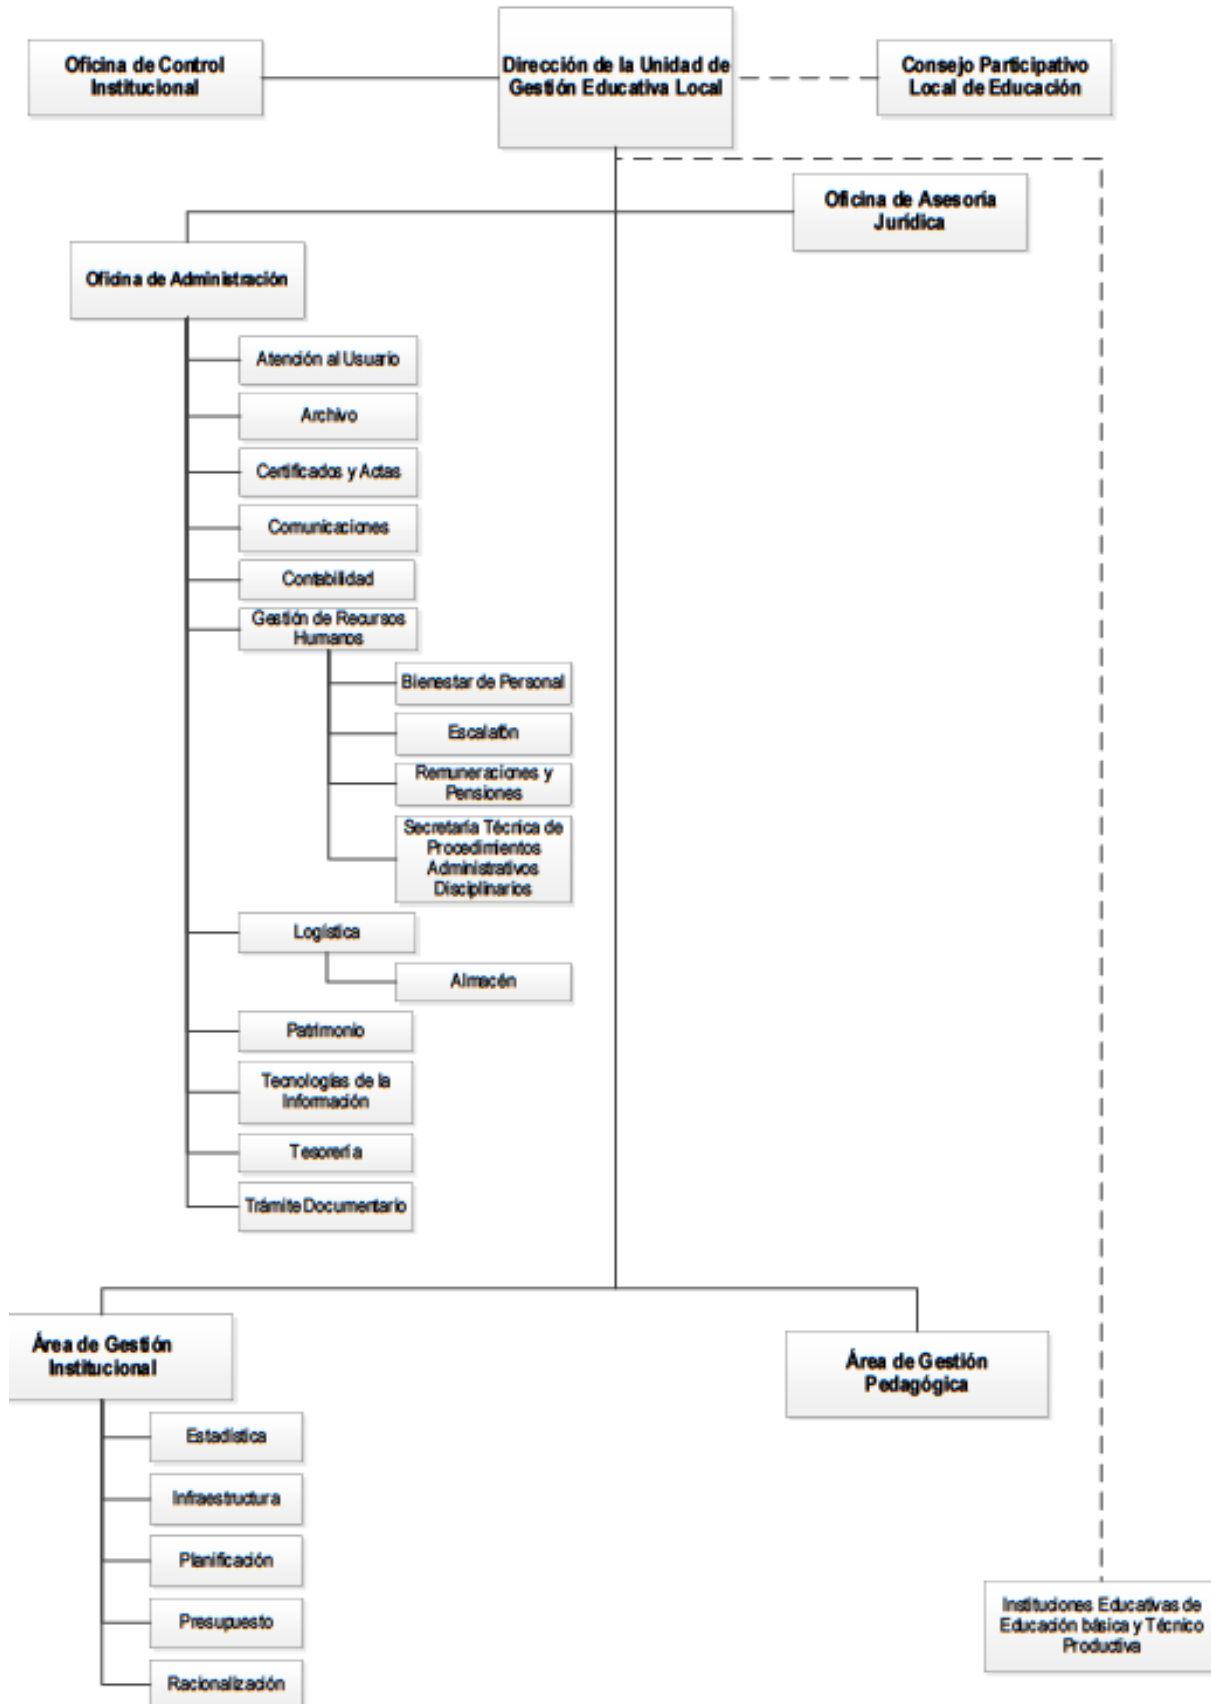 Oficina de Control
Institucional
Dirección de la Unidad de
Gestión Educativa Local
Consejo Participativo
Local de Educación
Oficina de Asesoría
Jurídica
Oficina de Administración
Atención al Usuario
Archivo
Certificados y Actas
Comunicaciones
Contabilidad
Gestión de Recursos
Humanos
Bienestar de Personal
Escalafón
Remuneraciones y
Pensiones
Secretaría Técnica de
Procedimientos
Administrativos
Disciplinarios
Logística
Almacén
Patrimonio
Tecnologías de la
Información
Tesorería
Trámite Documentario
Área de Gestión
Institucional
Área de Gestión
Pedagógica
Estadística
Infraestructura
Planificación
Presupuesto
Racionalización
Instituciones Educativas de
Educación básica y Técnico
Productiva